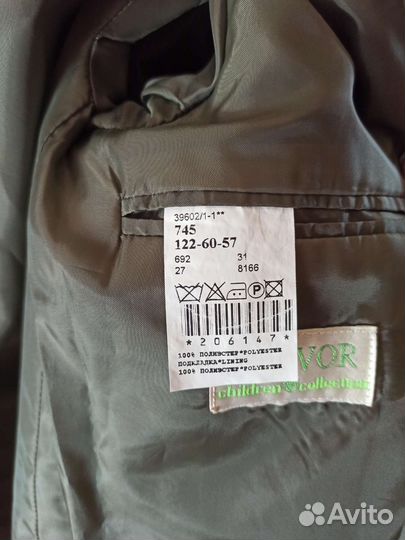 39602/1-1**
745
122-60-57
692 31
27 8166
P
*206147*
100% ПОЛИЭСТЕР*POLYESTER
ПОДКЛАДКА*LINING
100% ПОЛИЭСТЕР*POLYESTER
VOR
children's collection
Avito